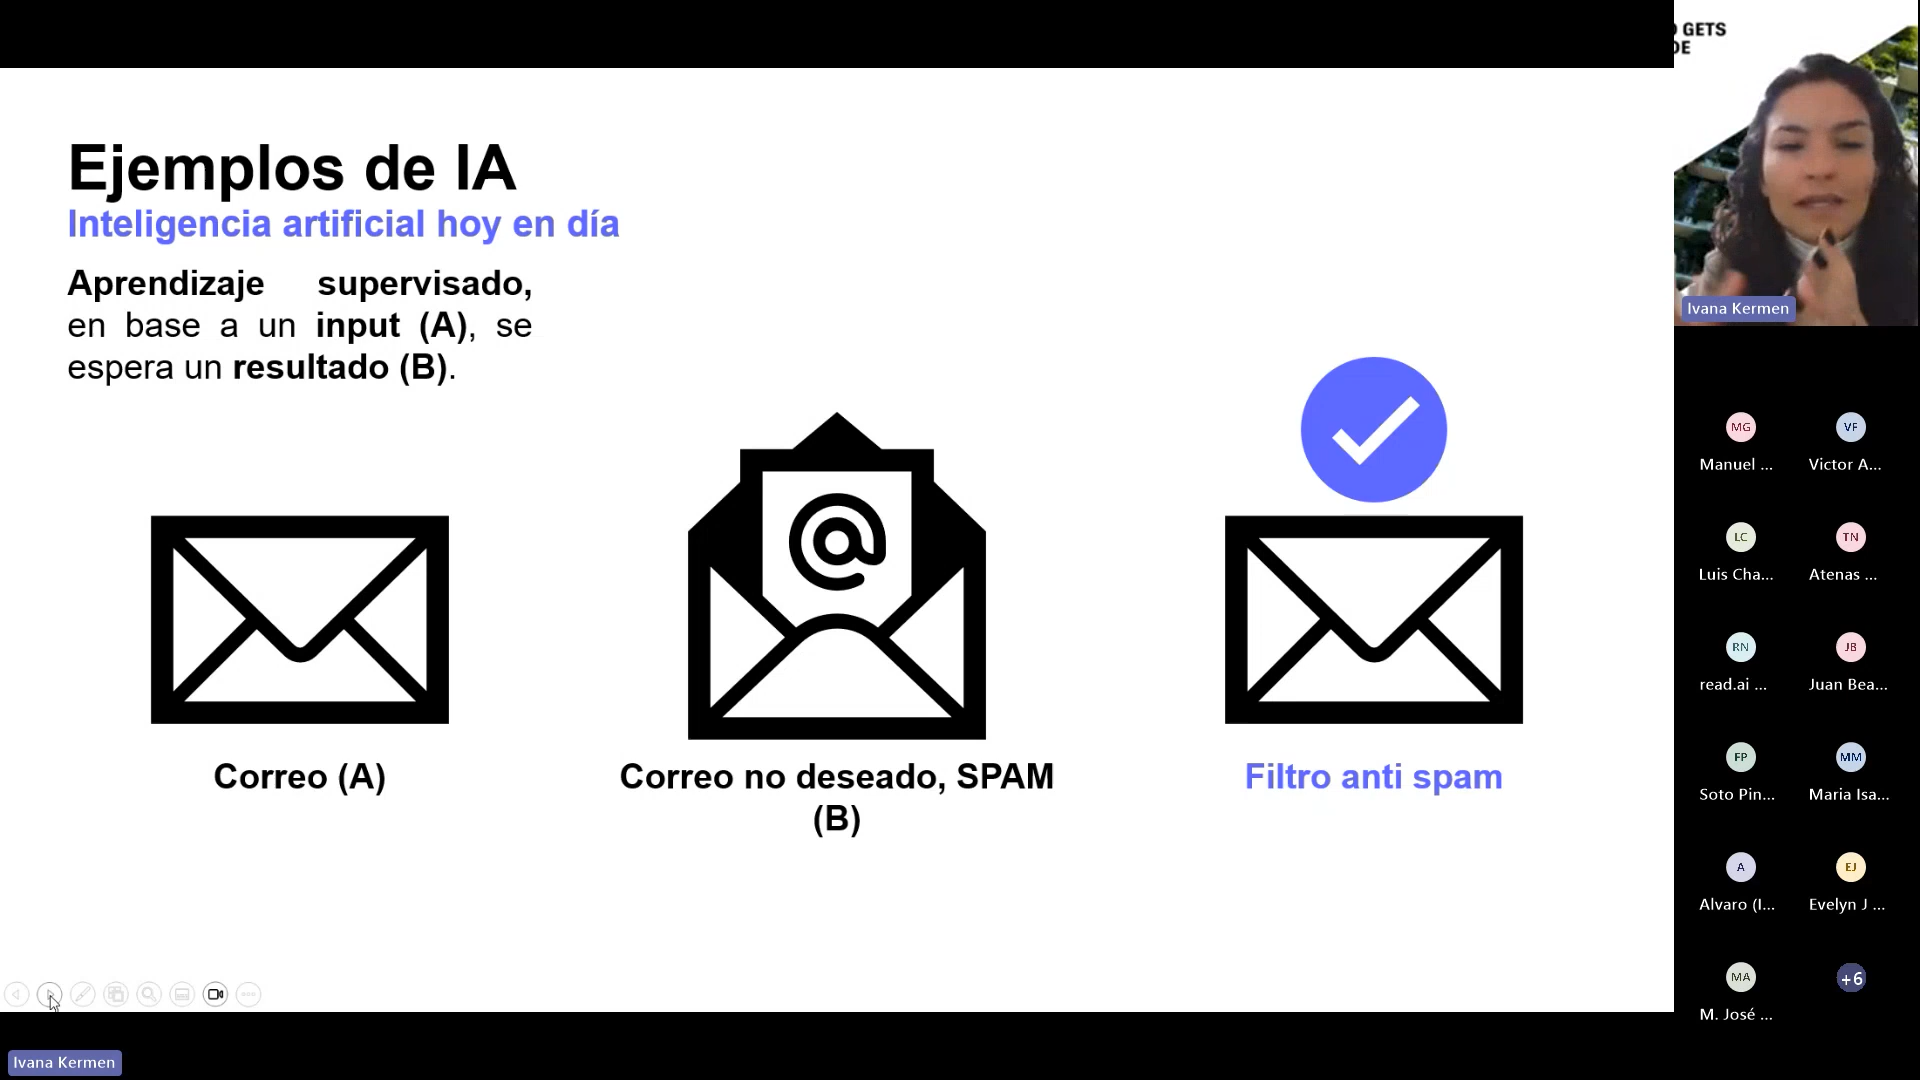 Ejemplos de IA
Inteligencia artificial hoy en día
Aprendizaje supervisado,
en base a un input (A), se
espera un resultado (B).
Correo (A)
Correo no deseado, SPAM
(B)
Filtro anti spam
GETS
DE
Ivana Kermen
MG
Manuel ...
VF
Victor A...
LC
Luis Cha...
TN
Atenas ...
RN
read.ai ...
JB
Juan Bea...
FP
Soto Pin...
MM
Maria Isa...
A
Alvaro (I...
EJ
Evelyn J ...
MA
M. José ...
+6
Ivana Kermen